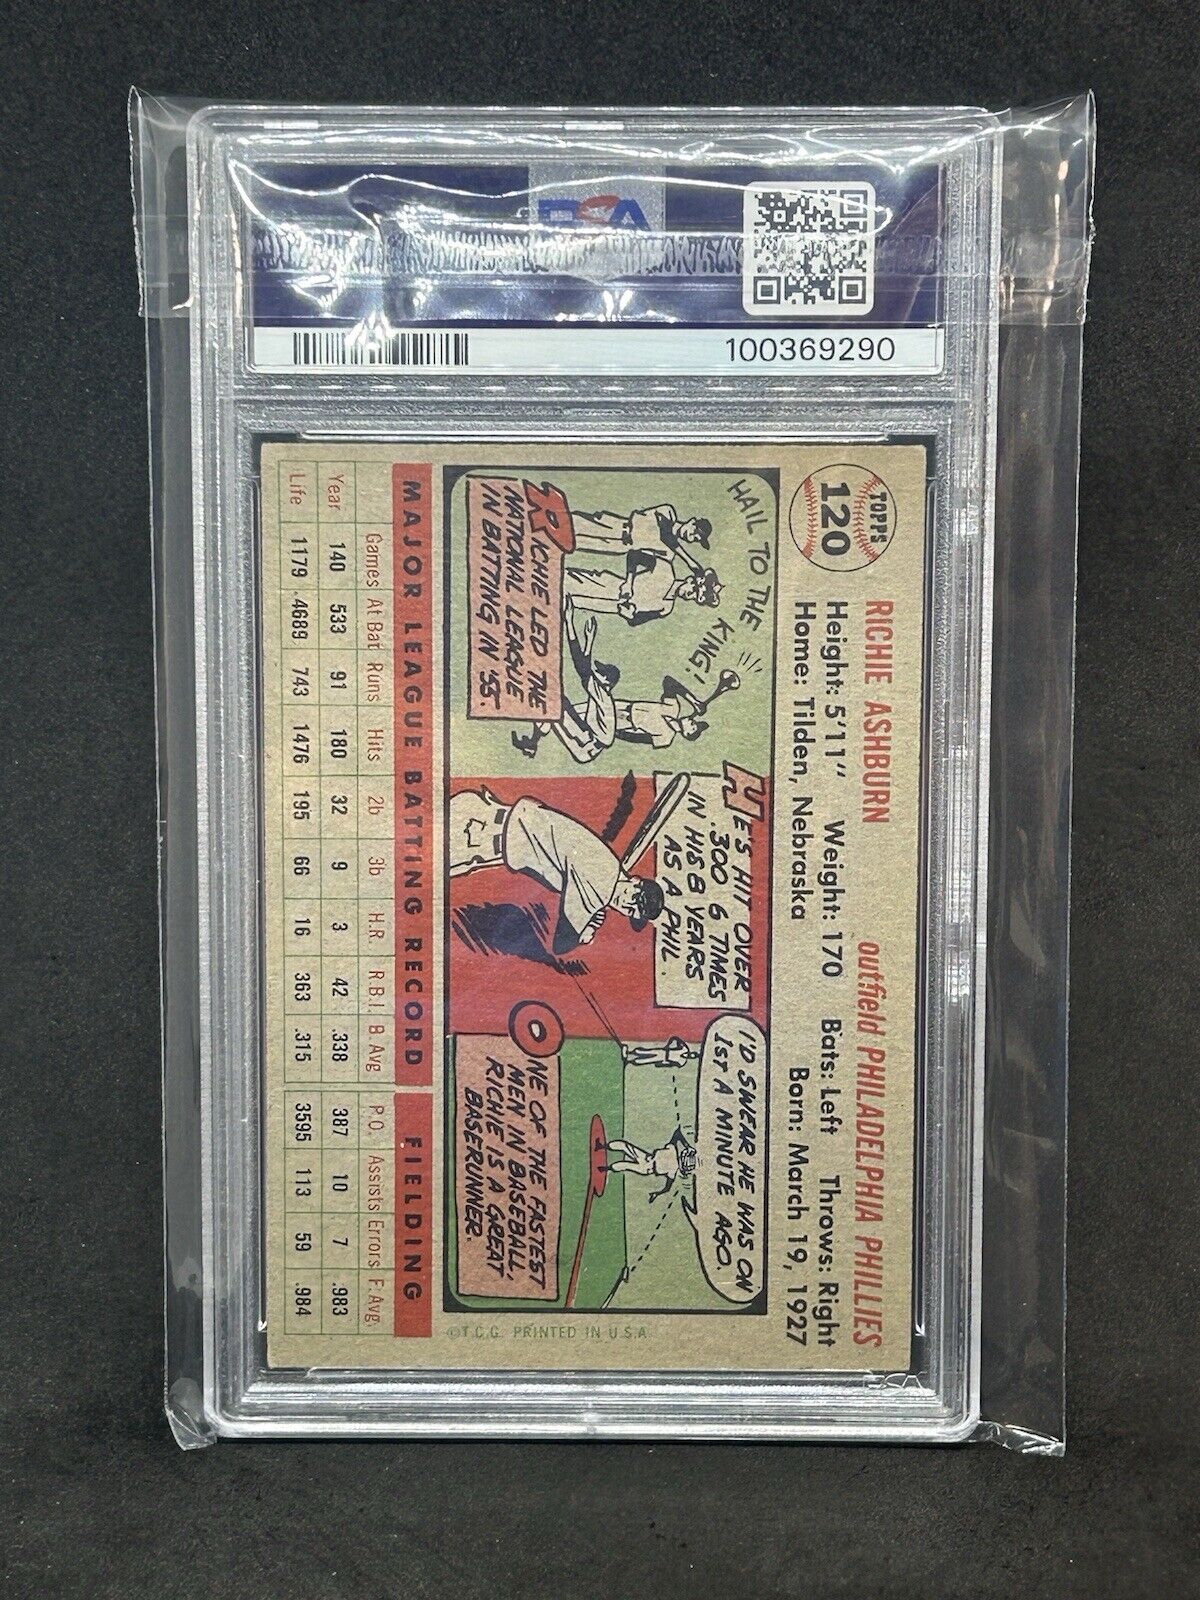 PSA
100369290
TOPPS
120
RICHIE ASHBURN outfield PHILADELPHIA PHILLIES
Height: 5'11" Weight: 170 Bats: Left Throws: Right
Home: Tilden, Nebraska Born: March 19, 1927
HAIL TO THE KING!
RICHIE LED THE
NATIONAL LEAGUE
IN BATTING IN '55.
HE'S HIT OVER
.300 6 TIMES
IN HIS 8 YEARS
AS A PHIL.
I'D SWEAR HE WAS ON
1ST A MINUTE AGO.
ONE OF THE FASTEST
MEN IN BASEBALL,
RICHIE IS A GREAT
BASERUNNER.
©T.C.G. PRINTED IN U.S.A.
MAJOR LEAGUE BATTING RECORD FIELDING
Games At Bat Runs Hits 2b 3b H.R. R.B.I. B Avg P.O. Assists Errors F. Avg.
Year 140 533 91 180 32 9 3 42 .338 387 10 7 .983
Life 1179 4689 743 1476 195 66 16 363 .315 3595 113 59 .984
PSA